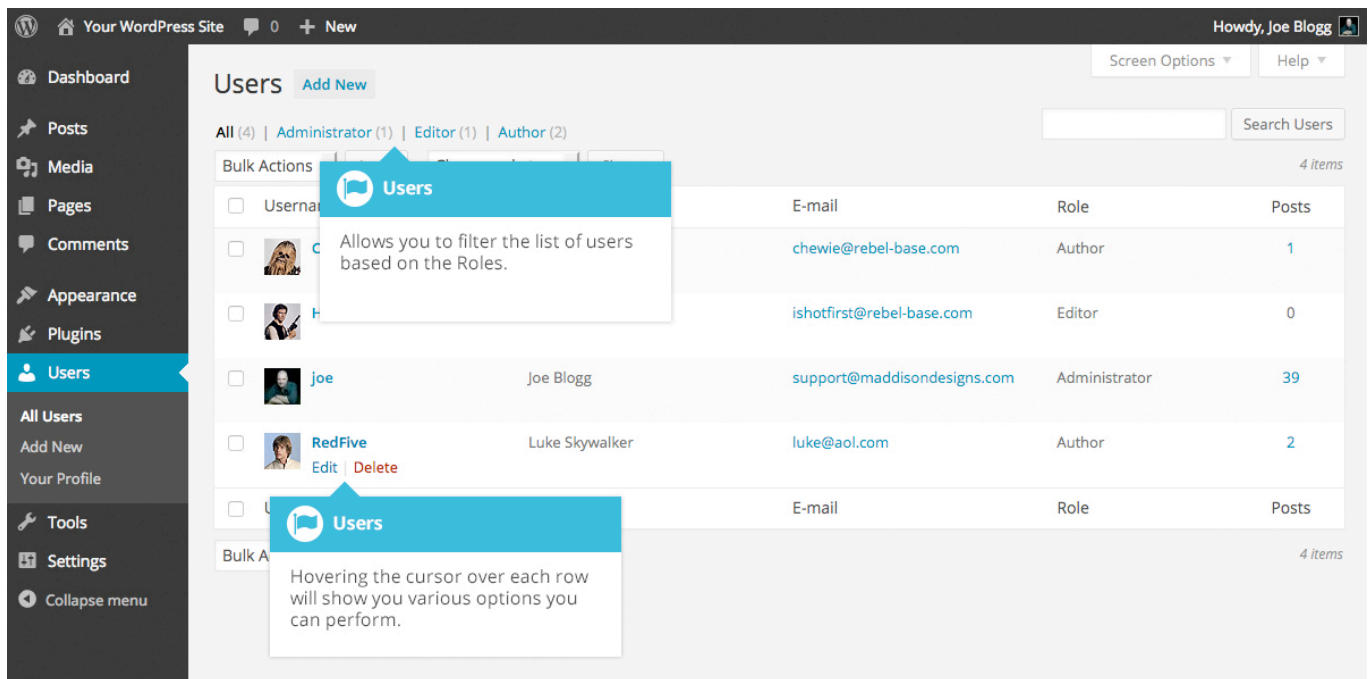 Your WordPress Site 0 + New Howdy, Joe Blogg
Dashboard
Posts
Media
Pages
Comments
Appearance
Plugins
Users
All Users
Add New
Your Profile
Tools
Settings
Collapse menu
Screen Options Help
Users Add New
All (4) | Administrator (1) | Editor (1) | Author (2)
Search Users
Bulk Actions
4 items
E-mail Role Posts
Users
Allows you to filter the list of users
based on the Roles.
chewie@rebel-base.com Author 1
ishotfirst@rebel-base.com Editor 0
joe Joe Blogg support@maddisondesigns.com Administrator 39
RedFive Luke Skywalker luke@aol.com Author 2
Edit | Delete
E-mail Role Posts
4 items
Users
Hovering the cursor over each row
will show you various options you
can perform.